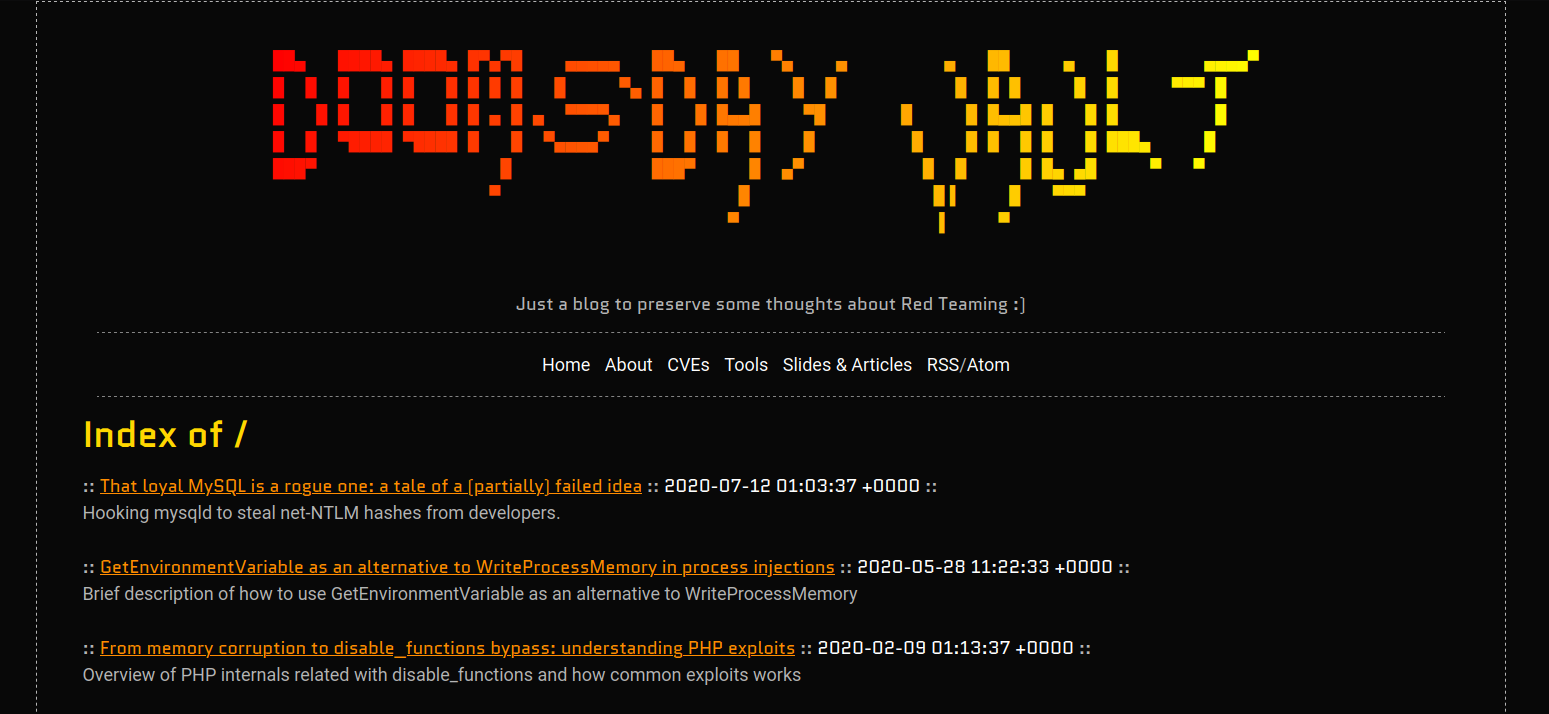 DOOMSDAY VAULT
Just a blog to preserve some thoughts about Red Teaming :)
Home About CVEs Tools Slides & Articles RSS/Atom
Index of /
:: That loyal MySQL is a rogue one: a tale of a (partially) failed idea :: 2020-07-12 01:03:37 +0000 ::
Hooking mysqld to steal net-NTLM hashes from developers.
:: GetEnvironmentVariable as an alternative to WriteProcessMemory in process injections :: 2020-05-28 11:22:33 +0000 ::
Brief description of how to use GetEnvironmentVariable as an alternative to WriteProcessMemory
:: From memory corruption to disable_functions bypass: understanding PHP exploits :: 2020-02-09 01:13:37 +0000 ::
Overview of PHP internals related with disable_functions and how common exploits works